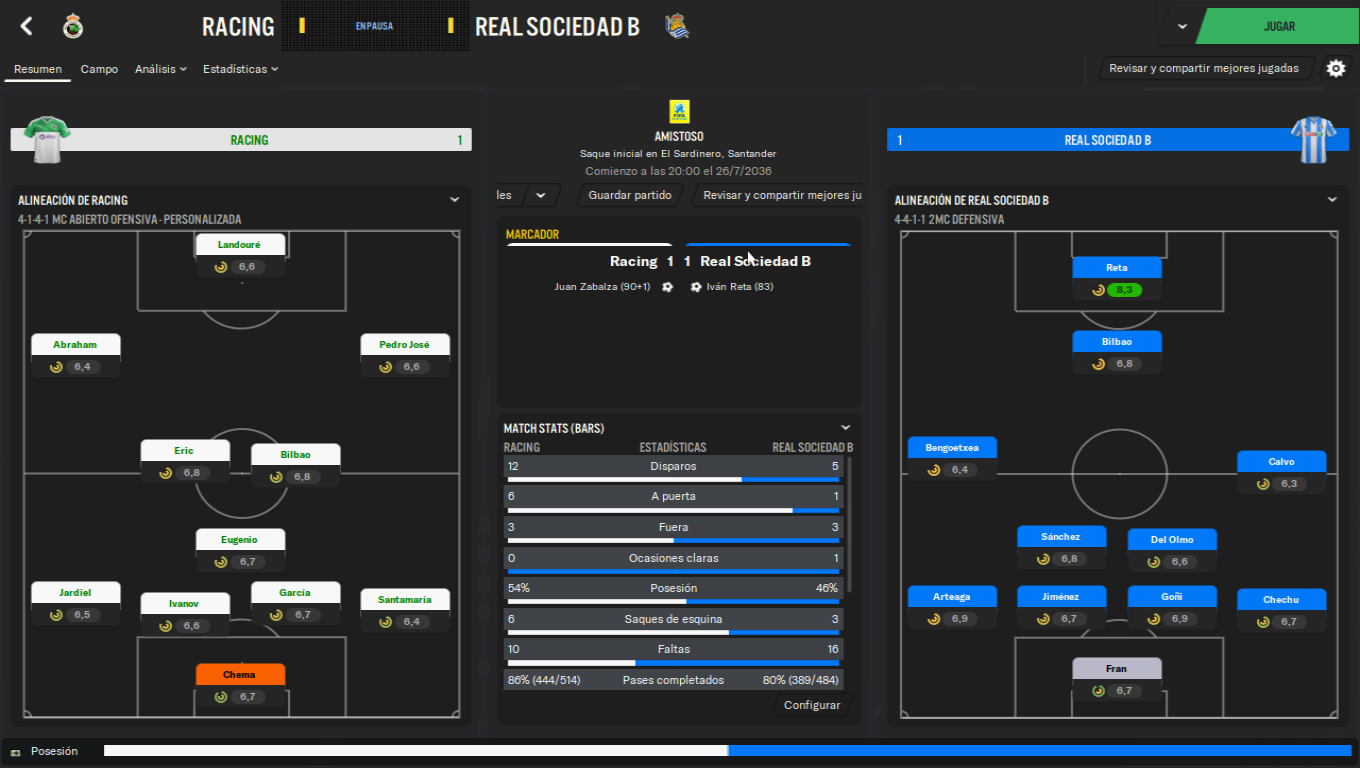 RACING
EN PAUSA
REAL SOCIEDAD B
JUGAR
Resumen
Campo
Análisis
Estadísticas
Revisar y compartir mejores jugadas
RACING 1
ALINEACIÓN DE RACING
4-1-4-1 MC ABIERTO OFENSIVA - PERSONALIZADA
Landouré
6,6
Abraham
6,4
Pedro José
6,6
Eric
6,8
Bilbao
6,8
Eugenio
6,7
Jardiel
6,5
Ivanov
6,6
García
6,7
Santamaría
6,4
Chema
6,7
AMISTOSO
Saque inicial en El Sardinero, Santander
Comienzo a las 20:00 el 26/7/2036
les
Guardar partido
Revisar y compartir mejores ju
MARCADOR
Racing 1 1 Real Sociedad B
Juan Zabalza (90+1) Iván Reta (83)
MATCH STATS (BARS)
RACING ESTADÍSTICAS REAL SOCIEDAD B
12 Disparos 5
6 A puerta 1
3 Fuera 3
0 Ocasiones claras 1
54% Posesión 46%
6 Saques de esquina 3
10 Faltas 16
86% (444/514) Pases completados 80% (389/484)
Configurar
1 REAL SOCIEDAD B
ALINEACIÓN DE REAL SOCIEDAD B
4-4-1-1 2MC DEFENSIVA
Reta
8,3
Bilbao
6,8
Bengoetxea
6,4
Calvo
6,3
Sánchez
6,8
Del Olmo
6,6
Arteaga
6,9
Jiménez
6,7
Goñi
6,9
Chechu
6,7
Fran
6,7
Posesión